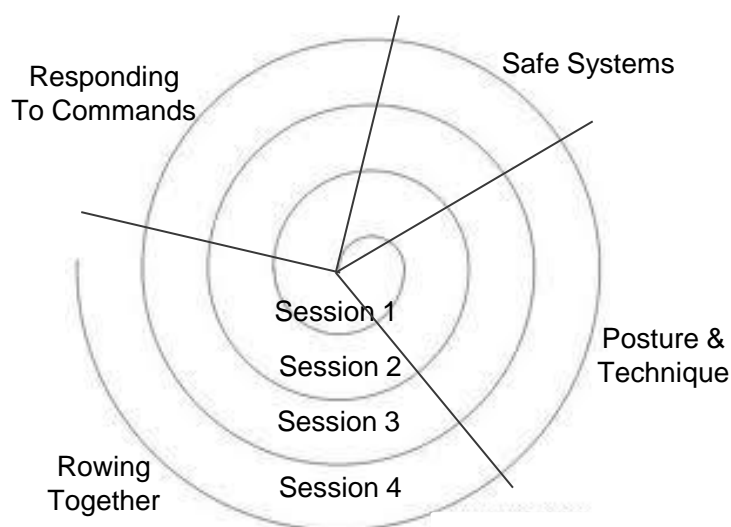 Responding
To Commands
Safe Systems
Session 1
Session 2
Posture &
Technique
Session 3
Rowing
Together
Session 4